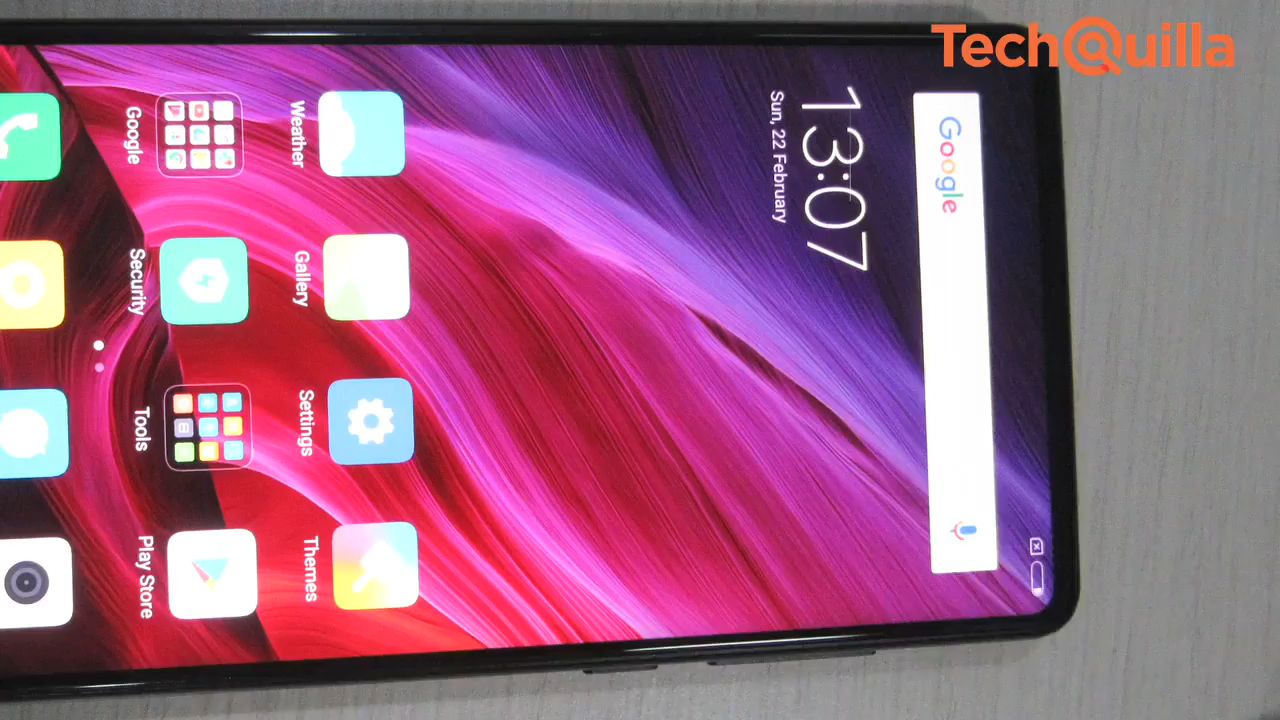 TechQuilla
Google
13:07
Sun, 22 February
Weather
Gallery
Settings
Themes
Google
Security
Tools
Play Store